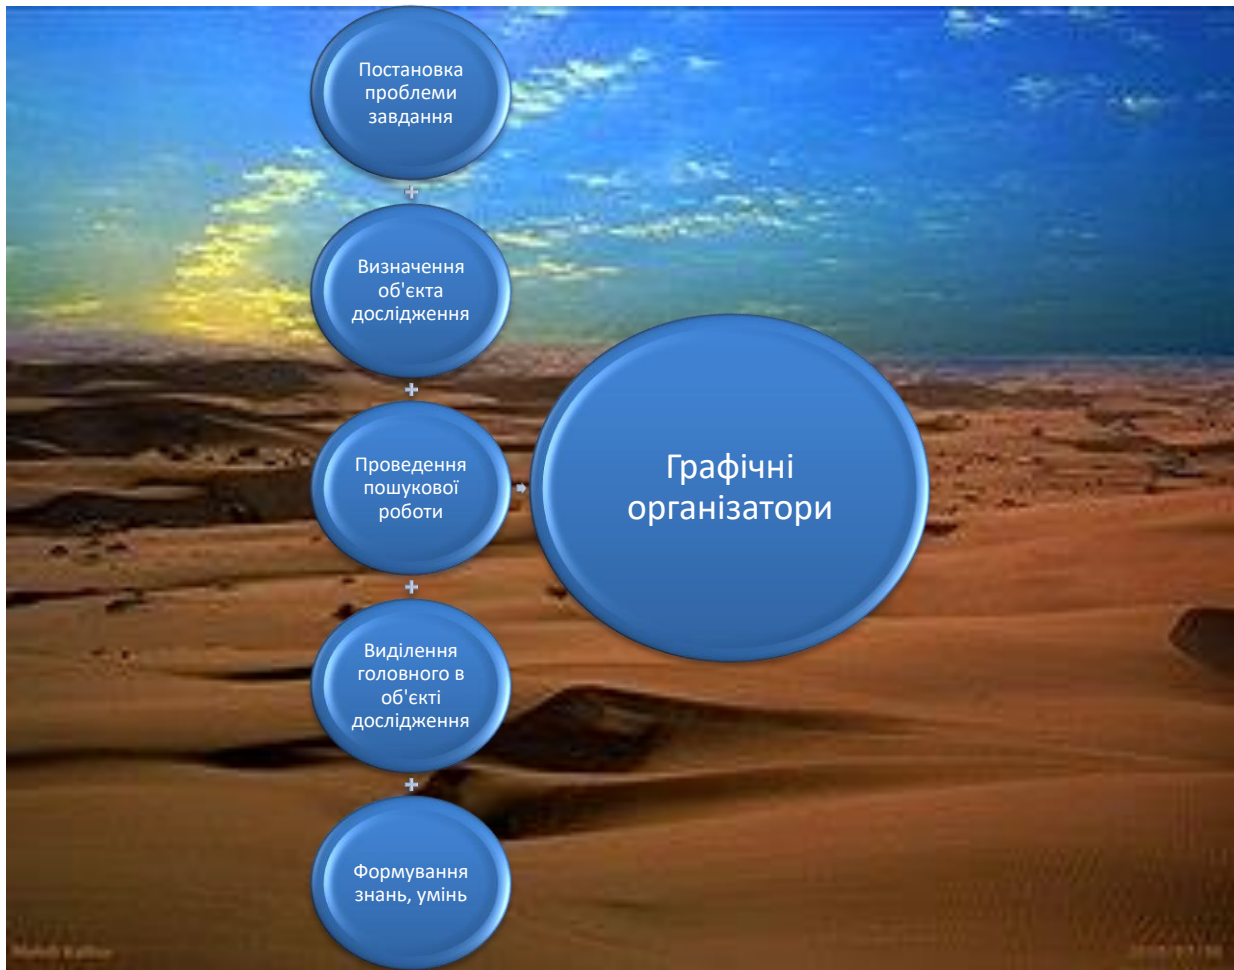 Постановка
проблеми
завдання
Визначення
об'єкта
дослідження
Проведення
пошукової
роботи
Виділення
головного в
об'єкті
дослідження
Формування
знань, умінь
Графічні
організатори